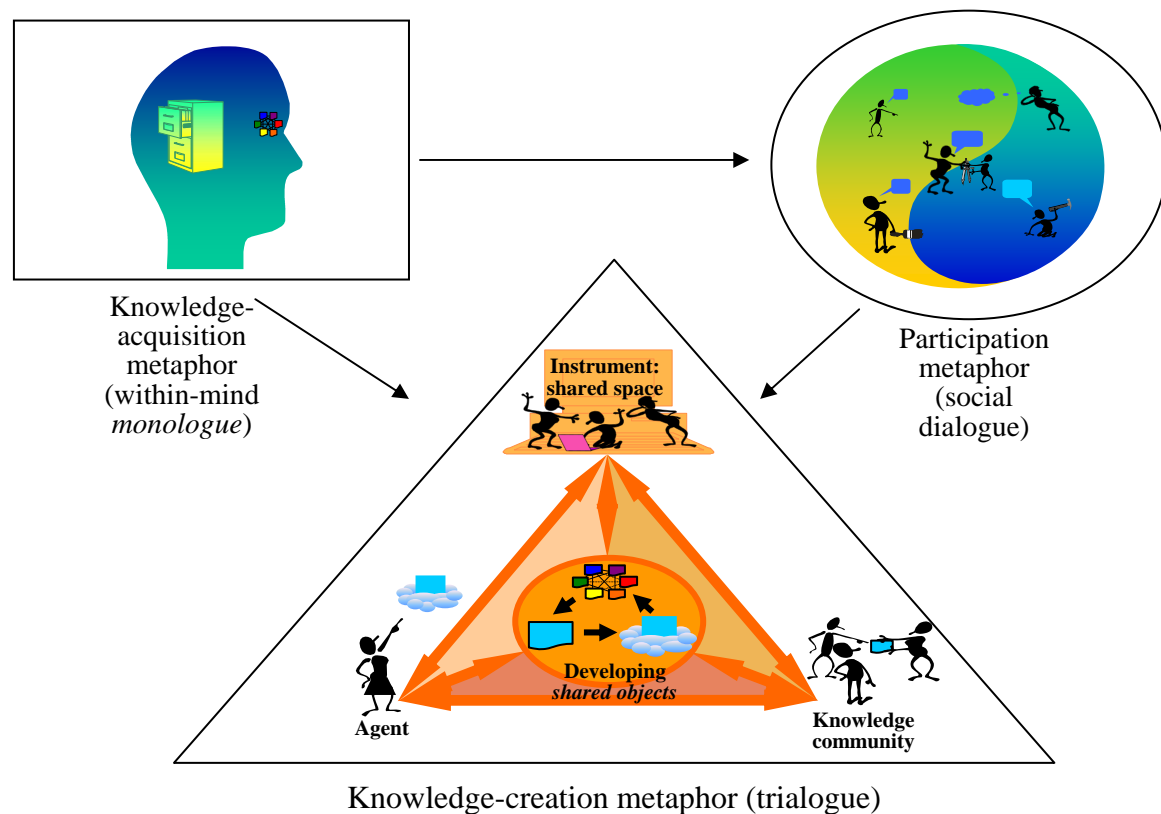 Knowledge-
acquisition
metaphor
(within-mind
monologue)
Participation
metaphor
(social
dialogue)
Instrument:
shared space
Developing
shared objects
Agent
Knowledge
community
Knowledge-creation metaphor (trialogue)